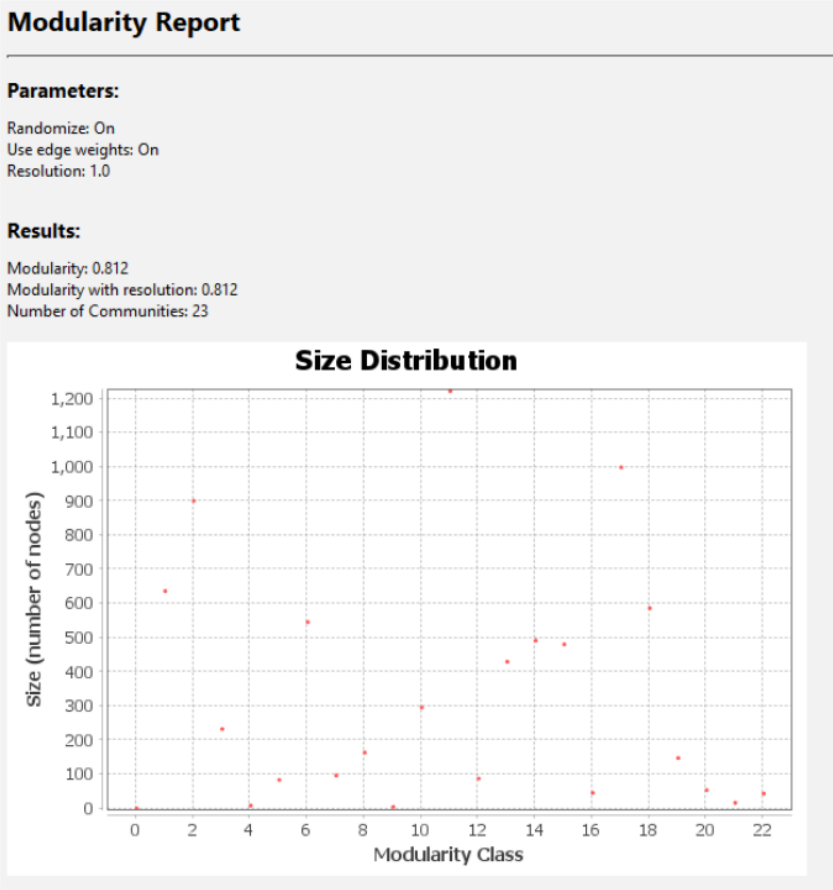 Modularity Report
Parameters:
Randomize: On
Use edge weights: On
Resolution: 1.0
Results:
Modularity: 0.812
Modularity with resolution: 0.812
Number of Communities: 23
Size Distribution
Size (number of nodes)
1,200
1,100
1,000
900
800
700
600
500
400
300
200
100
0
0 2 4 6 8 10 12 14 16 18 20 22
Modularity Class